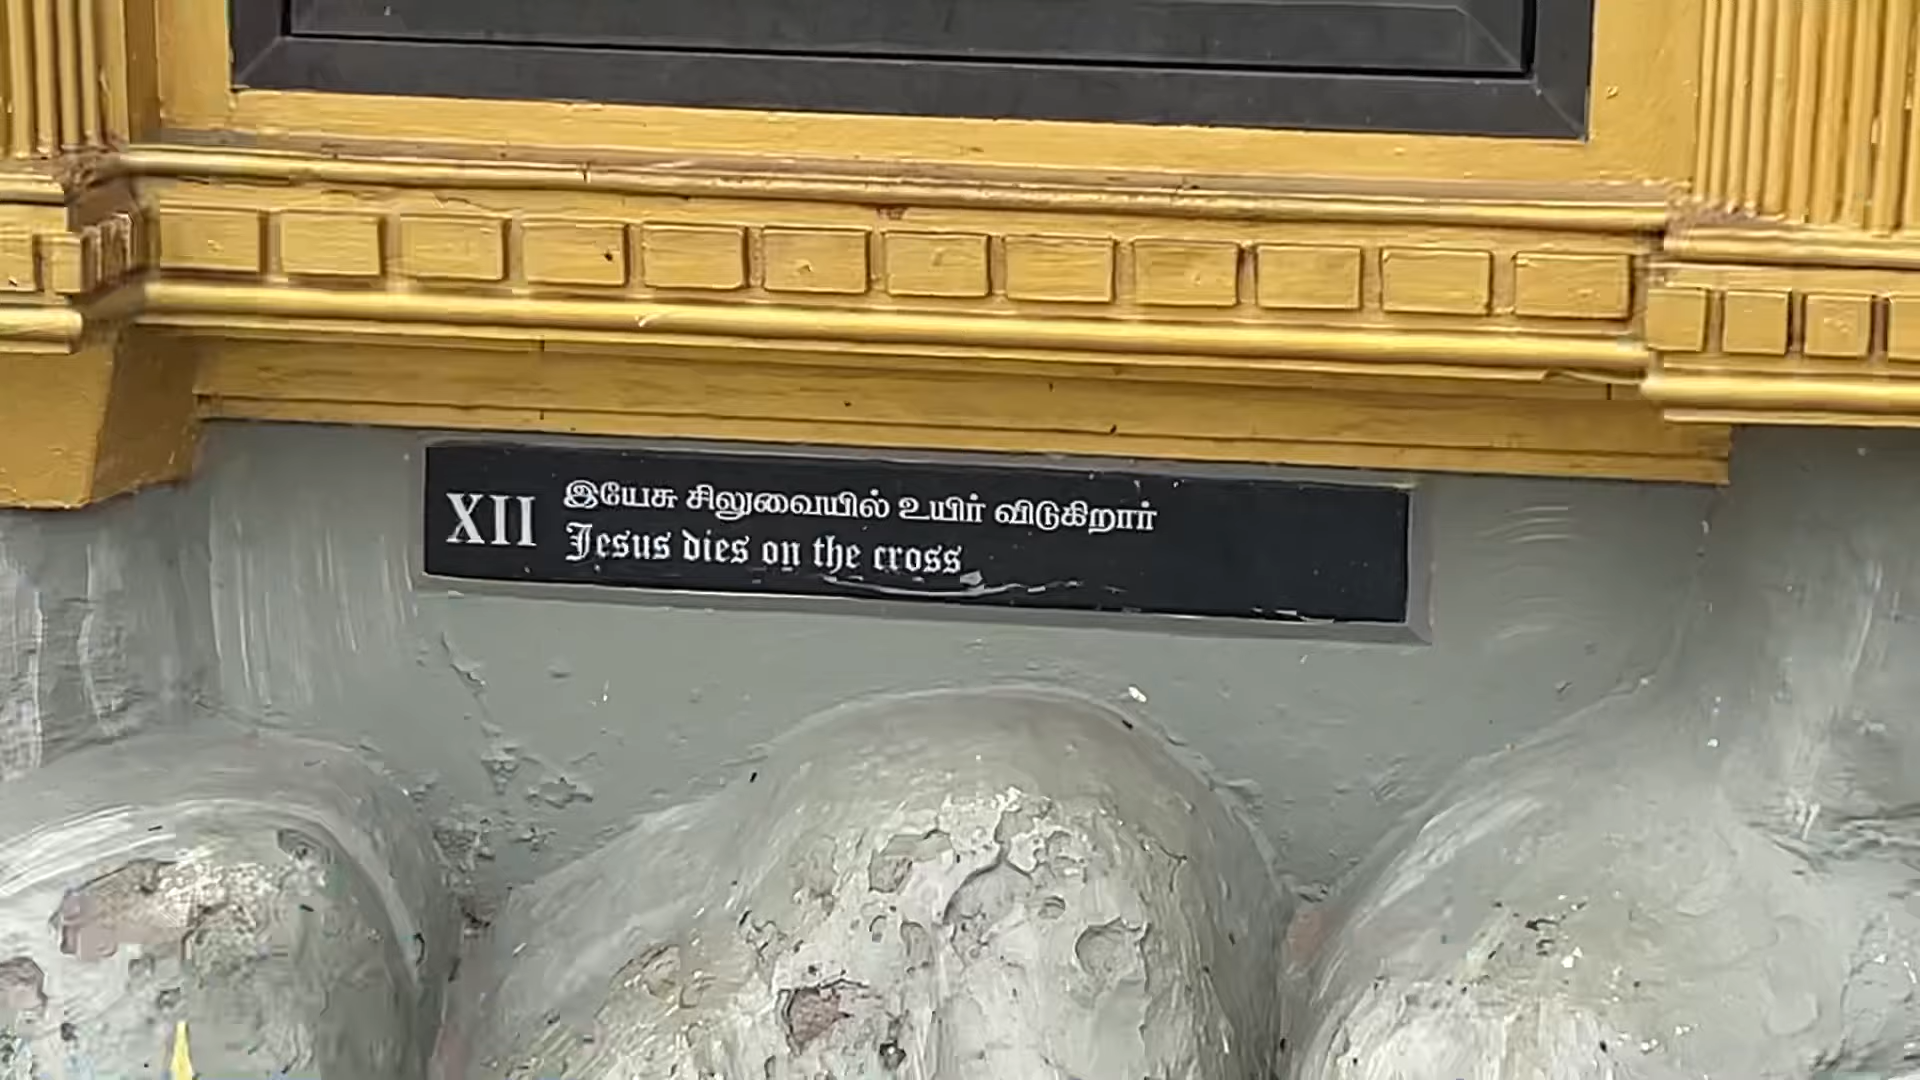 XII
இயேசு சிலுவையில் உயிர் விடுகிறார்
Jesus dies on the cross